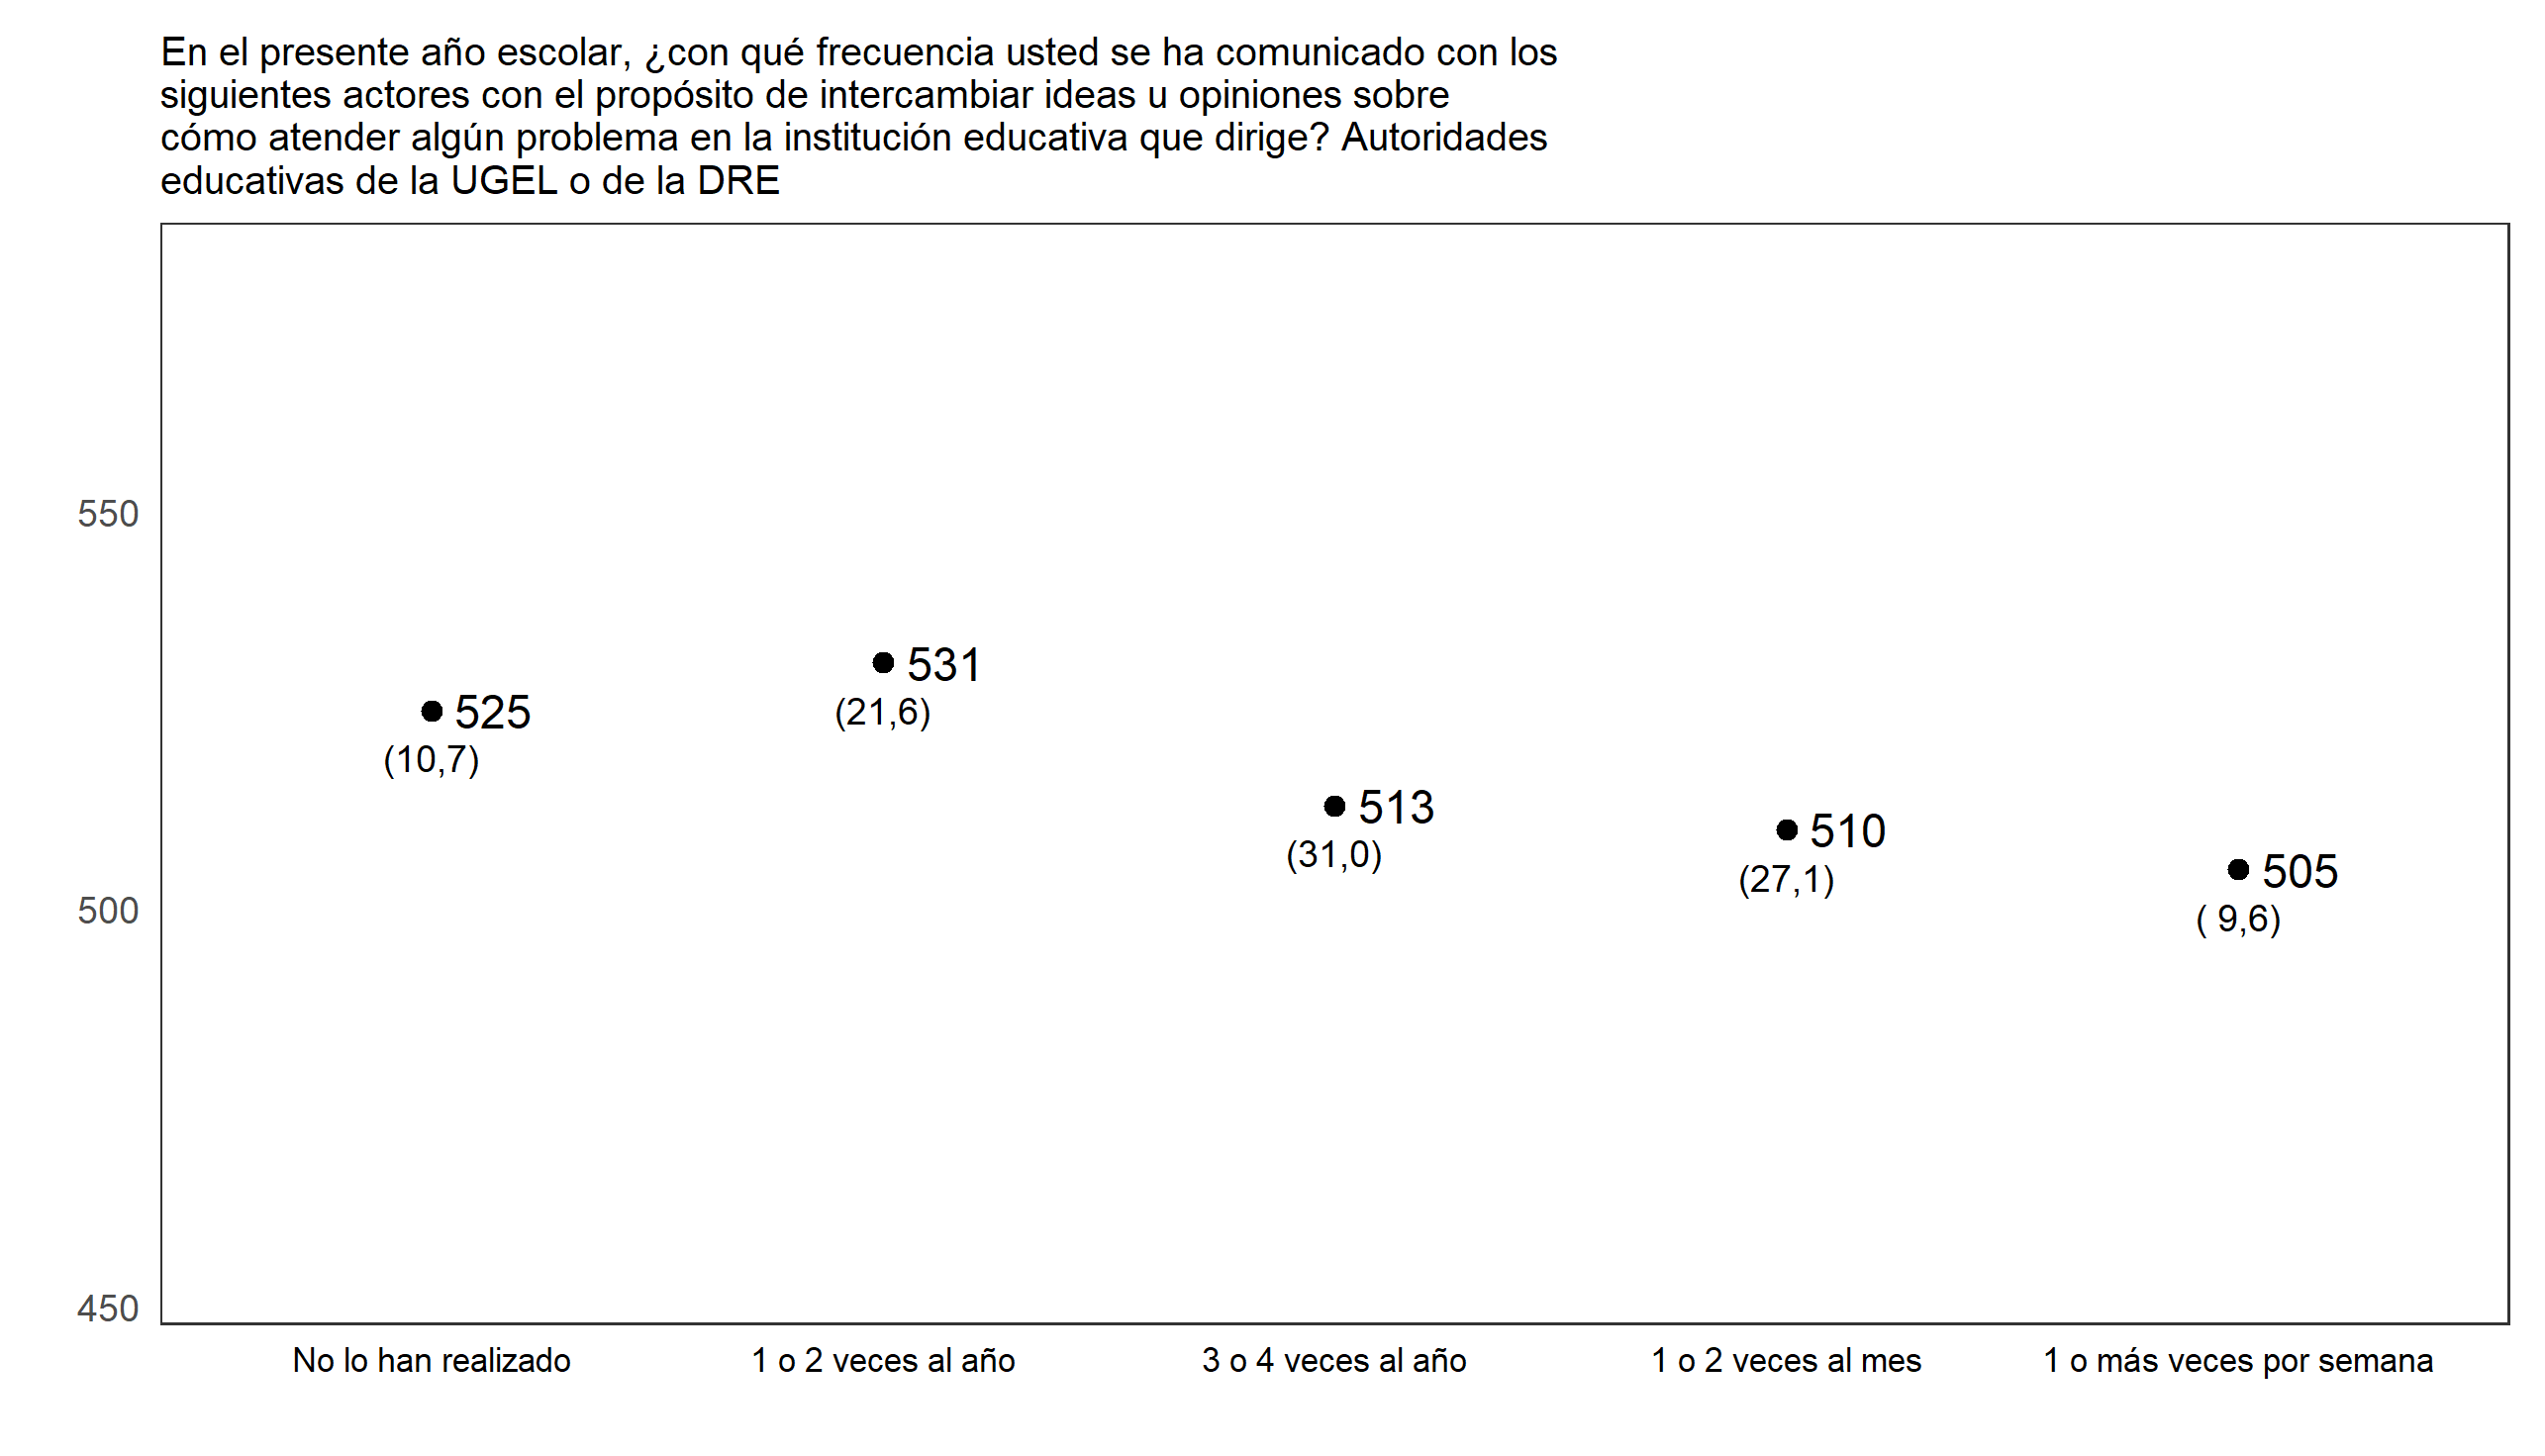 En el presente año escolar, ¿con qué frecuencia usted se ha comunicado con los
siguientes actores con el propósito de intercambiar ideas u opiniones sobre
cómo atender algún problema en la institución educativa que dirige? Autoridades
educativas de la UGEL o de la DRE
550
500
450
525
(10,7)
531
(21,6)
513
(31,0)
510
(27,1)
505
( 9,6)
No lo han realizado
1 o 2 veces al año
3 o 4 veces al año
1 o 2 veces al mes
1 o más veces por semana